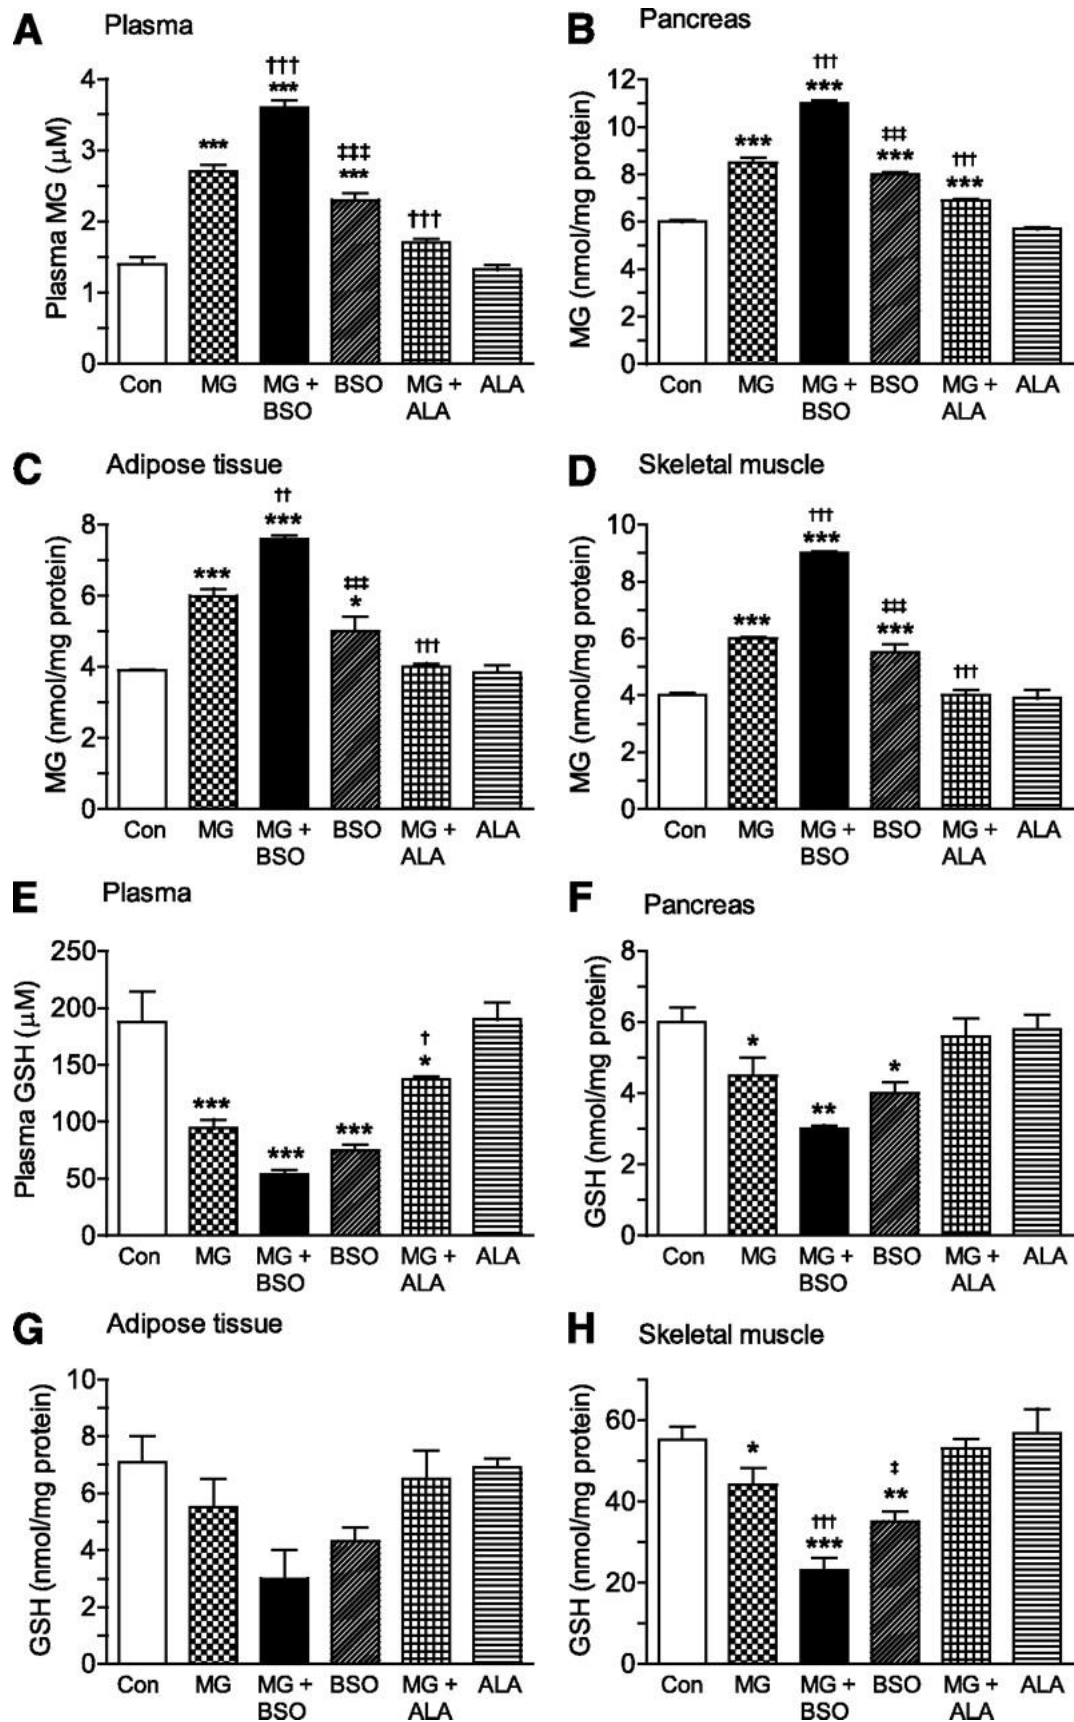 A Plasma
Plasma MG (μM)
4
3
2
1
0
†††
***
***
‡‡‡
***
†††
Con MG MG + BSO MG + ALA
BSO ALA
B Pancreas
MG (nmol/mg protein)
12
10
8
6
4
2
0
†††
***
***
‡‡‡
***
†††
***
Con MG MG + BSO MG + ALA
BSO ALA
C Adipose tissue
MG (nmol/mg protein)
8
6
4
2
0
††
***
***
‡‡‡
*
†††
Con MG MG + BSO MG + ALA
BSO ALA
D Skeletal muscle
MG (nmol/mg protein)
10
8
6
4
2
0
†††
***
***
‡‡‡
***
†††
Con MG MG + BSO MG + ALA
BSO ALA
E Plasma
Plasma GSH (μM)
250
200
150
100
50
0
***
***
***
†
*
Con MG MG + BSO MG + ALA
BSO ALA
F Pancreas
GSH (nmol/mg protein)
8
6
4
2
0
*
**
*
Con MG MG + BSO MG + ALA
BSO ALA
G Adipose tissue
GSH (nmol/mg protein)
10
8
6
4
2
0
Con MG MG + BSO MG + ALA
BSO ALA
H Skeletal muscle
GSH (nmol/mg protein)
60
40
20
0
*
†††
***
‡
**
Con MG MG + BSO MG + ALA
BSO ALA